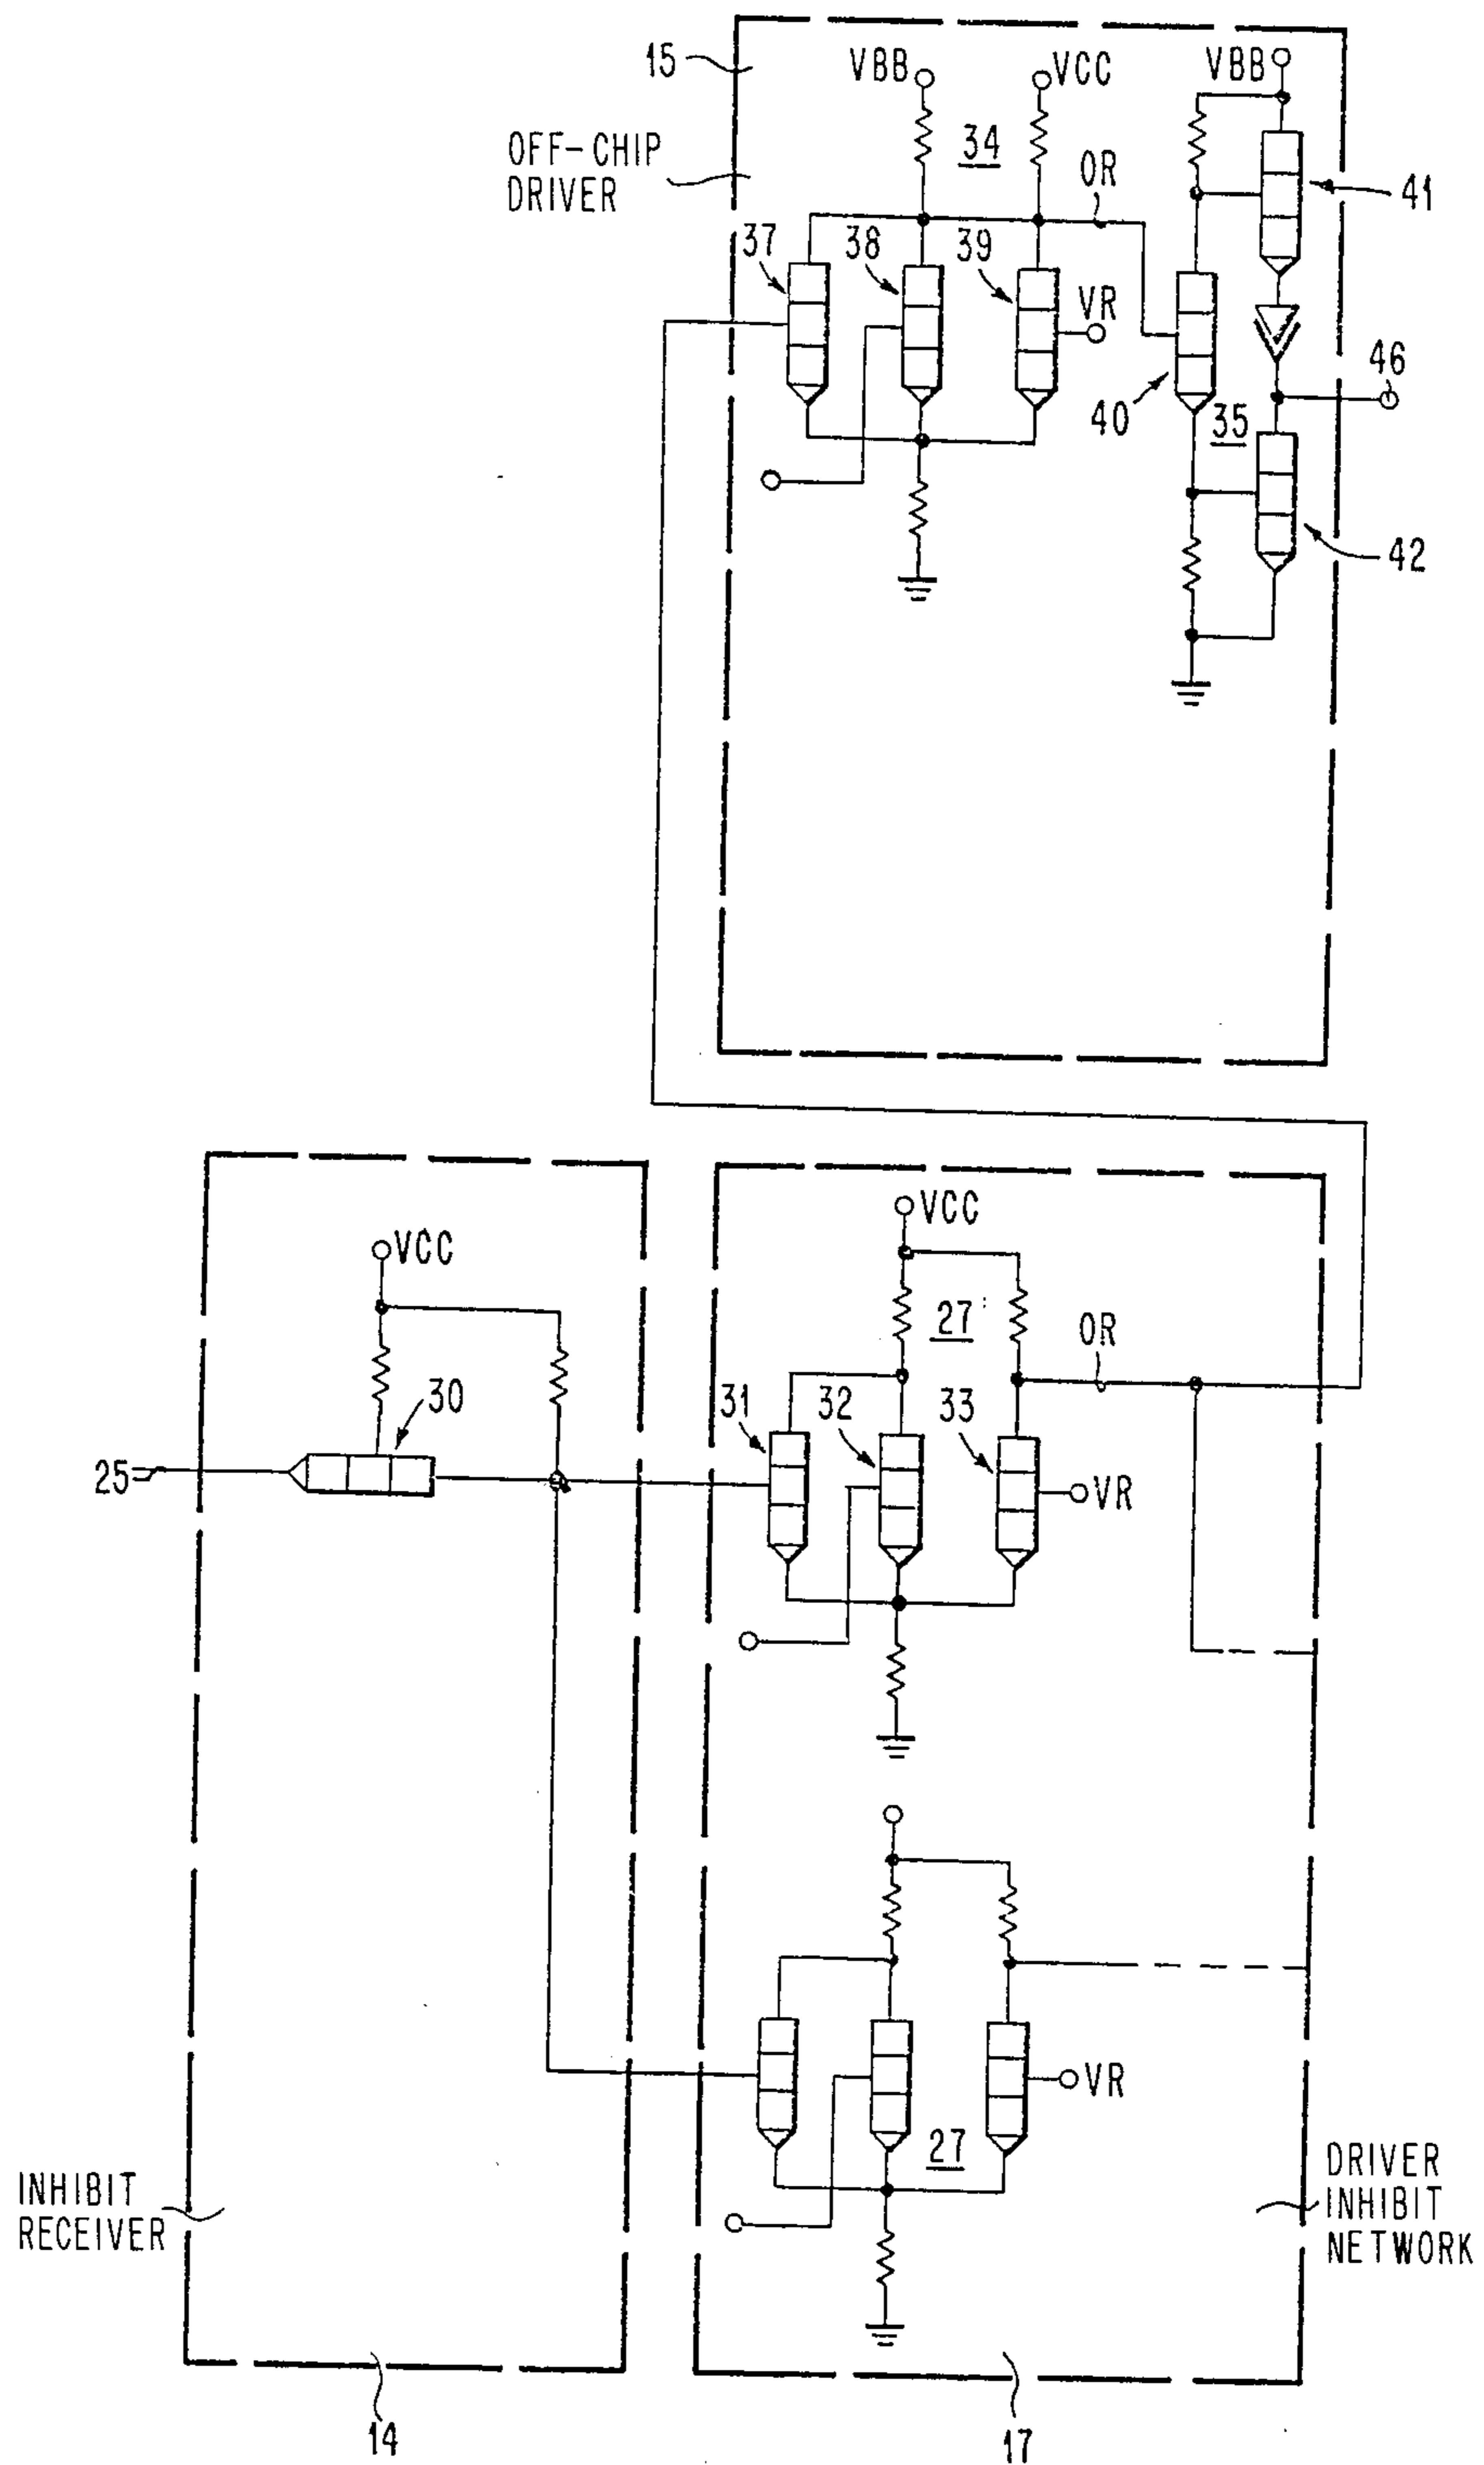 15
VBB
VCC
VBB
OFF-CHIP
DRIVER
34
OR
41
37
38
39
VR
46
40
35
42
VCC
VCC
27
OR
30
31
32
33
25
VR
VR
27
INHIBIT
RECEIVER
DRIVER
INHIBIT
NETWORK
14
17